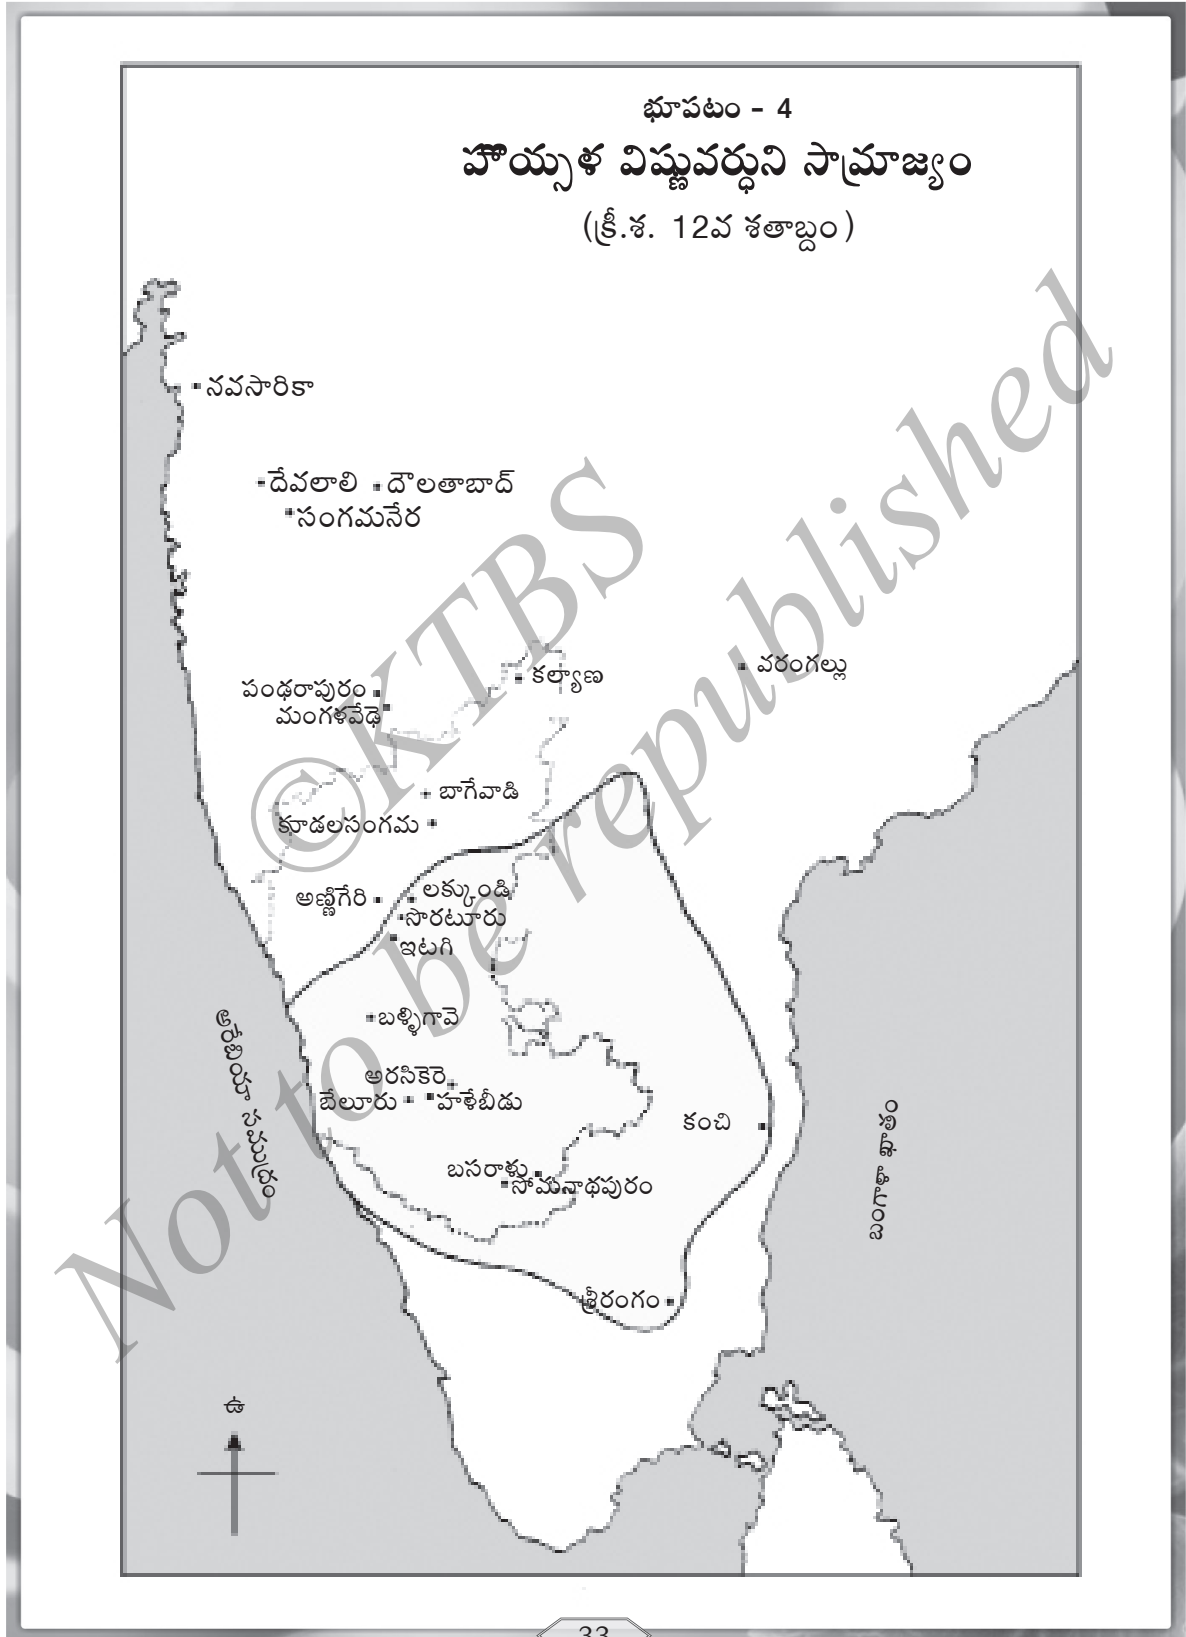 భూపటం - 4
హొయ్సళ విష్ణువర్ధుని సామ్రాజ్యం
(క్రీ.శ. 12వ శతాబ్దం)
నవసారికా
దేవలాలి దౌలతాబాద్
సంగమనేర
కల్యాణ
వరంగల్లు
పంఢరాపురం
మంగళవేఢె
బాగేవాడి
కూడలసంగమ
అణ్ణిగేరి
లక్కుండి
సొరటూరు
ఇటగి
బళ్ళిగావె
అరేబియా సముద్రం
అరసికెరె
బేలూరు హళేబీడు
కంచి
బంగాళా ఖాతం
బసరాళు
సోమనాథపురం
శ్రీరంగం
ఉ
©KTBS
Not to be republished
33